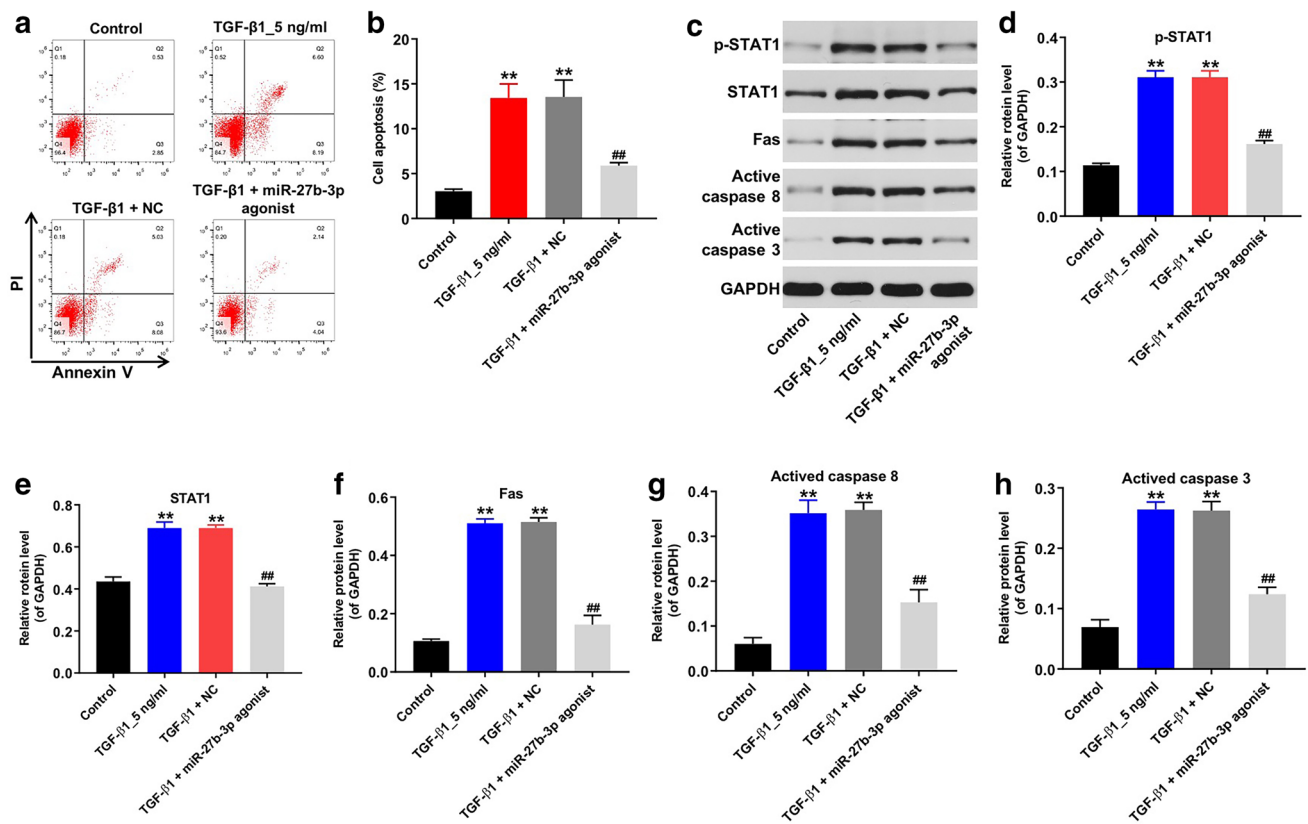 a
Control
TGF-β1_5 ng/ml
Q1
0.18
Q2
0.53
Q4
96.4
Q3
2.85
Q1
0.52
Q2
6.60
Q4
84.7
Q3
8.19
TGF-β1 + NC
TGF-β1 + miR-27b-3p
agonist
Q1
0.18
Q2
5.03
Q4
86.7
Q3
8.08
Q1
0.20
Q2
2.14
Q4
93.6
Q3
4.04
PI
Annexin V
b
Cell apoptosis (%)
20
15
10
5
0
**
**
##
Control
TGF-β1_5 ng/ml
TGF-β1 + NC
TGF-β1 + miR-27b-3p agonist
c
p-STAT1
STAT1
Fas
Active
caspase 8
Active
caspase 3
GAPDH
Control
TGF-β1_5 ng/ml
TGF-β1 + NC
TGF-β1 + miR-27b-3p
agonist
d
p-STAT1
Relative rotein level
(of GAPDH)
0.4
0.3
0.2
0.1
0.0
**
**
##
Control
TGF-β1_5 ng/ml
TGF-β1 + NC
TGF-β1 + miR-27b-3p agonist
e
STAT1
Relative rotein level
(of GAPDH)
0.8
0.6
0.4
0.2
0.0
**
**
##
Control
TGF-β1_5 ng/ml
TGF-β1 + NC
TGF-β1 + miR-27b-3p agonist
f
Fas
Relative protein level
(of GAPDH)
0.6
0.4
0.2
0.0
**
**
##
Control
TGF-β1_5 ng/ml
TGF-β1 + NC
TGF-β1 + miR-27b-3p agonist
g
Actived caspase 8
Relative rotein level
(of GAPDH)
0.4
0.3
0.2
0.1
0.0
**
**
##
Control
TGF-β1_5 ng/ml
TGF-β1 + NC
TGF-β1 + miR-27b-3p agonist
h
Actived caspase 3
Relative protein level
(of GAPDH)
0.3
0.2
0.1
0.0
**
**
##
Control
TGF-β1_5 ng/ml
TGF-β1 + NC
TGF-β1 + miR-27b-3p agonist